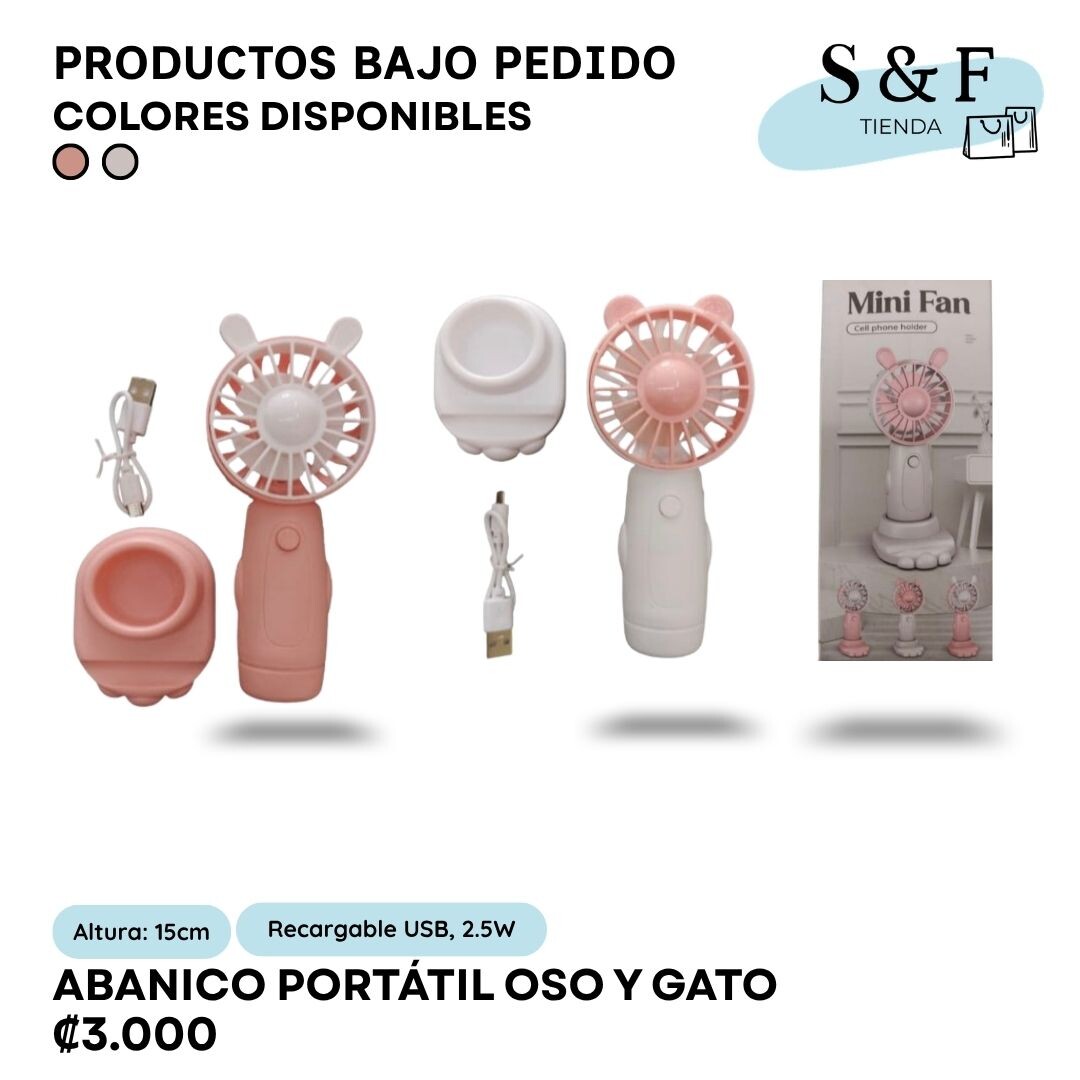 PRODUCTOS BAJO PEDIDO
COLORES DISPONIBLES
S & F
TIENDA
Mini Fan
Cell phone holder
Altura: 15cm
Recargable USB, 2.5W
ABANICO PORTÁTIL OSO Y GATO
₡3.000